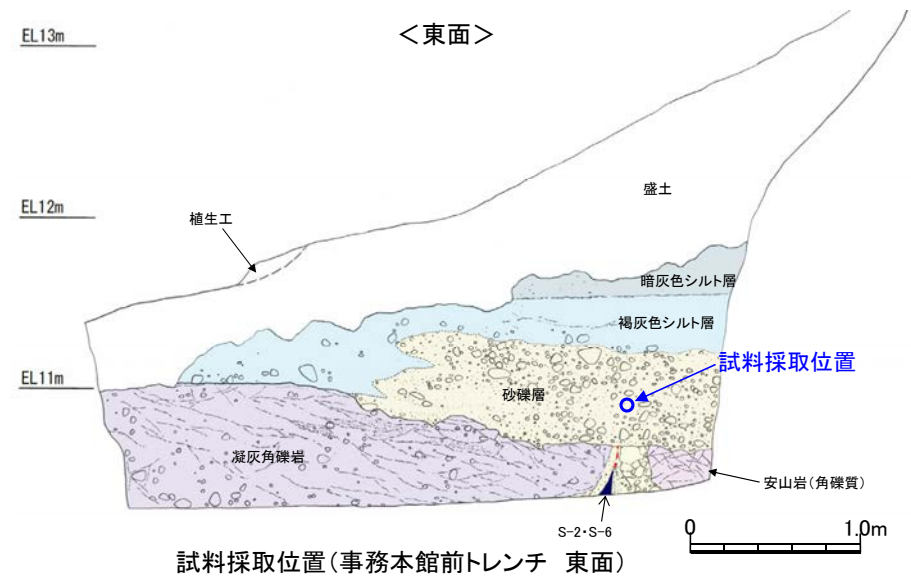 EL13m
＜東面＞
盛土
EL12m
植生工
暗灰色シルト層
褐灰色シルト層
EL11m
試料採取位置
砂礫層
凝灰角礫岩
安山岩(角礫質)
S-2・S-6
0 1.0m
試料採取位置(事務本館前トレンチ 東面)